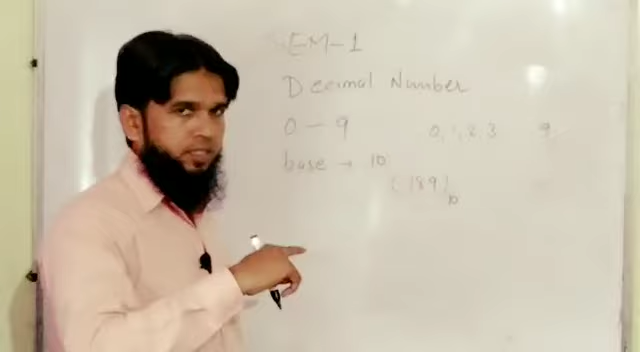 EM-1
Decimal Number
0 - 9 0, 1, 2, 3 9
base → 10
(189)10